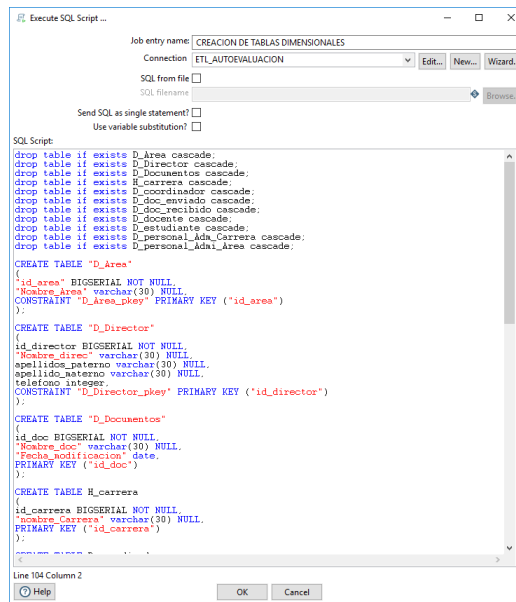 Execute SQL Script ...
Job entry name: CREACION DE TABLAS DIMENSIONALES
Connection ETL_AUTOEVALUACION Edit... New... Wizard...
SQL from file
SQL filename Browse...
Send SQL as single statement?
Use variable substitution?
SQL Script:
drop table if exists D_Area cascade;
drop table if exists D_Director cascade;
drop table if exists D_Documentos cascade;
drop table if exists H_carrera cascade;
drop table if exists D_coordinador cascade;
drop table if exists D_doc_enviado cascade;
drop table if exists D_doc_recibido cascade;
drop table if exists D_docente cascade;
drop table if exists D_estudiante cascade;
drop table if exists D_personal_Adm_Carrera cascade;
drop table if exists D_personal_Admi_Area cascade;
CREATE TABLE "D_Area"
(
"id_area" BIGSERIAL NOT NULL,
"Nombre_Area" varchar(30) NULL,
CONSTRAINT "D_Area_pkey" PRIMARY KEY ("id_area")
);
CREATE TABLE "D_Director"
(
id_director BIGSERIAL NOT NULL,
"Nombre_direc" varchar(30) NULL,
apellidos_paterno varchar(30) NULL,
apellido_materno varchar(30) NULL,
telefono integer,
CONSTRAINT "D_Director_pkey" PRIMARY KEY ("id_director")
);
CREATE TABLE "D_Documentos"
(
id_doc BIGSERIAL NOT NULL,
"Nombre_doc" varchar(30) NULL,
"Fecha_modificacion" date,
PRIMARY KEY ("id_doc")
);
CREATE TABLE H_carrera
(
id_carrera BIGSERIAL NOT NULL,
"nombre_Carrera" varchar(30) NULL,
PRIMARY KEY ("id_carrera")
);
Line 104 Column 2
Help OK Cancel